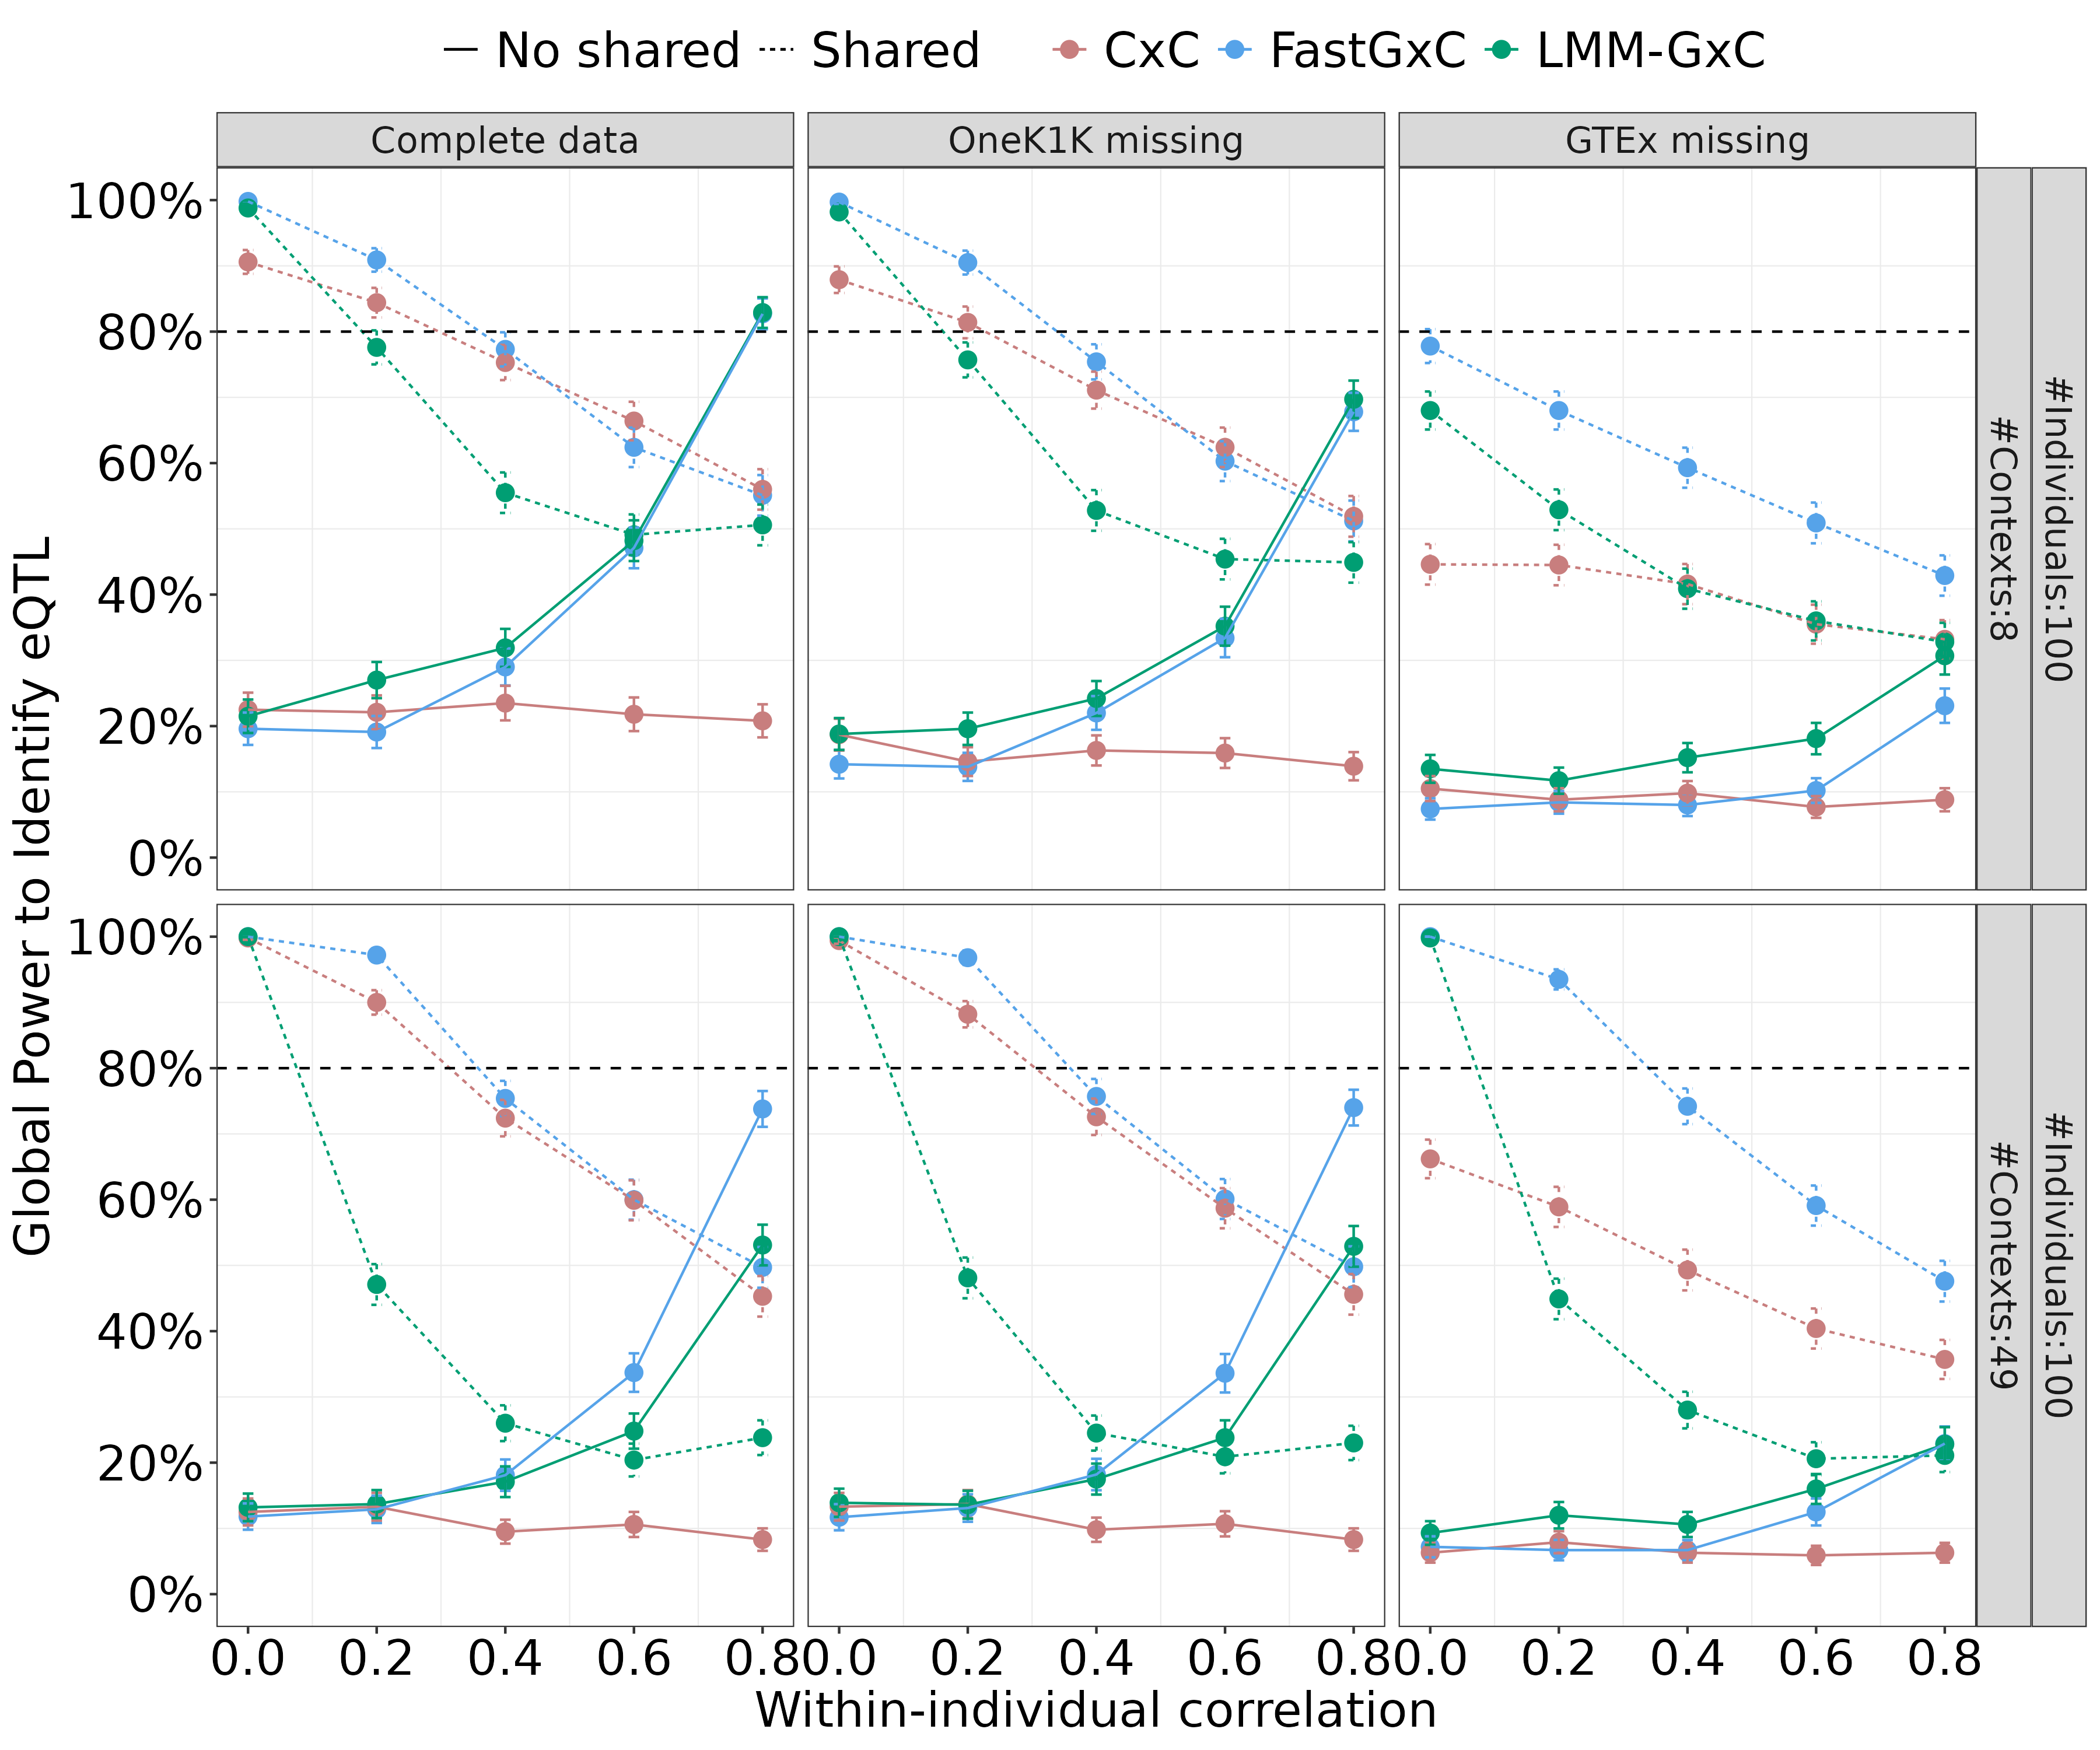 No shared Shared CxC FastGxC LMM-GxC
Complete data OneK1K missing GTEx missing
Global Power to Identify eQTL
100%
80%
60%
40%
20%
0%
#Contexts:8
#Individuals:100
100%
80%
60%
40%
20%
0%
#Contexts:49
#Individuals:100
0.0 0.2 0.4 0.6 0.8 0.0 0.2 0.4 0.6 0.8 0.0 0.2 0.4 0.6 0.8
Within-individual correlation